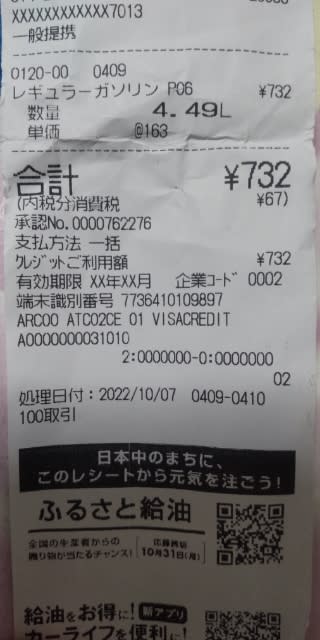 XXXXXXXXXXXX7013
一般提携
0120-00 0409
レギュラーガソリン P06 ¥732
数量 4.49L
単価 @163
合計 ¥732
(内税分消費税 ¥67)
承認No.0000762276
支払方法 一括
クレジットご利用額 ¥732
有効期限 XX年XX月 企業コード 0002
端末識別番号 7736410109897
ARC00 ATC02CE 01 VISACREDIT
A0000000031010
2:0000000-0:0000000
02
処理日付:2022/10/07 0409-0410
100取引
日本中のまちに、
このレシートから元気を注ごう!
ふるさと給油
全国の生産者からの
贈り物が当たるチャンス!
応募締切
10月31日(月)
給油をお得に! 新アプリ
カーライフを便利に!